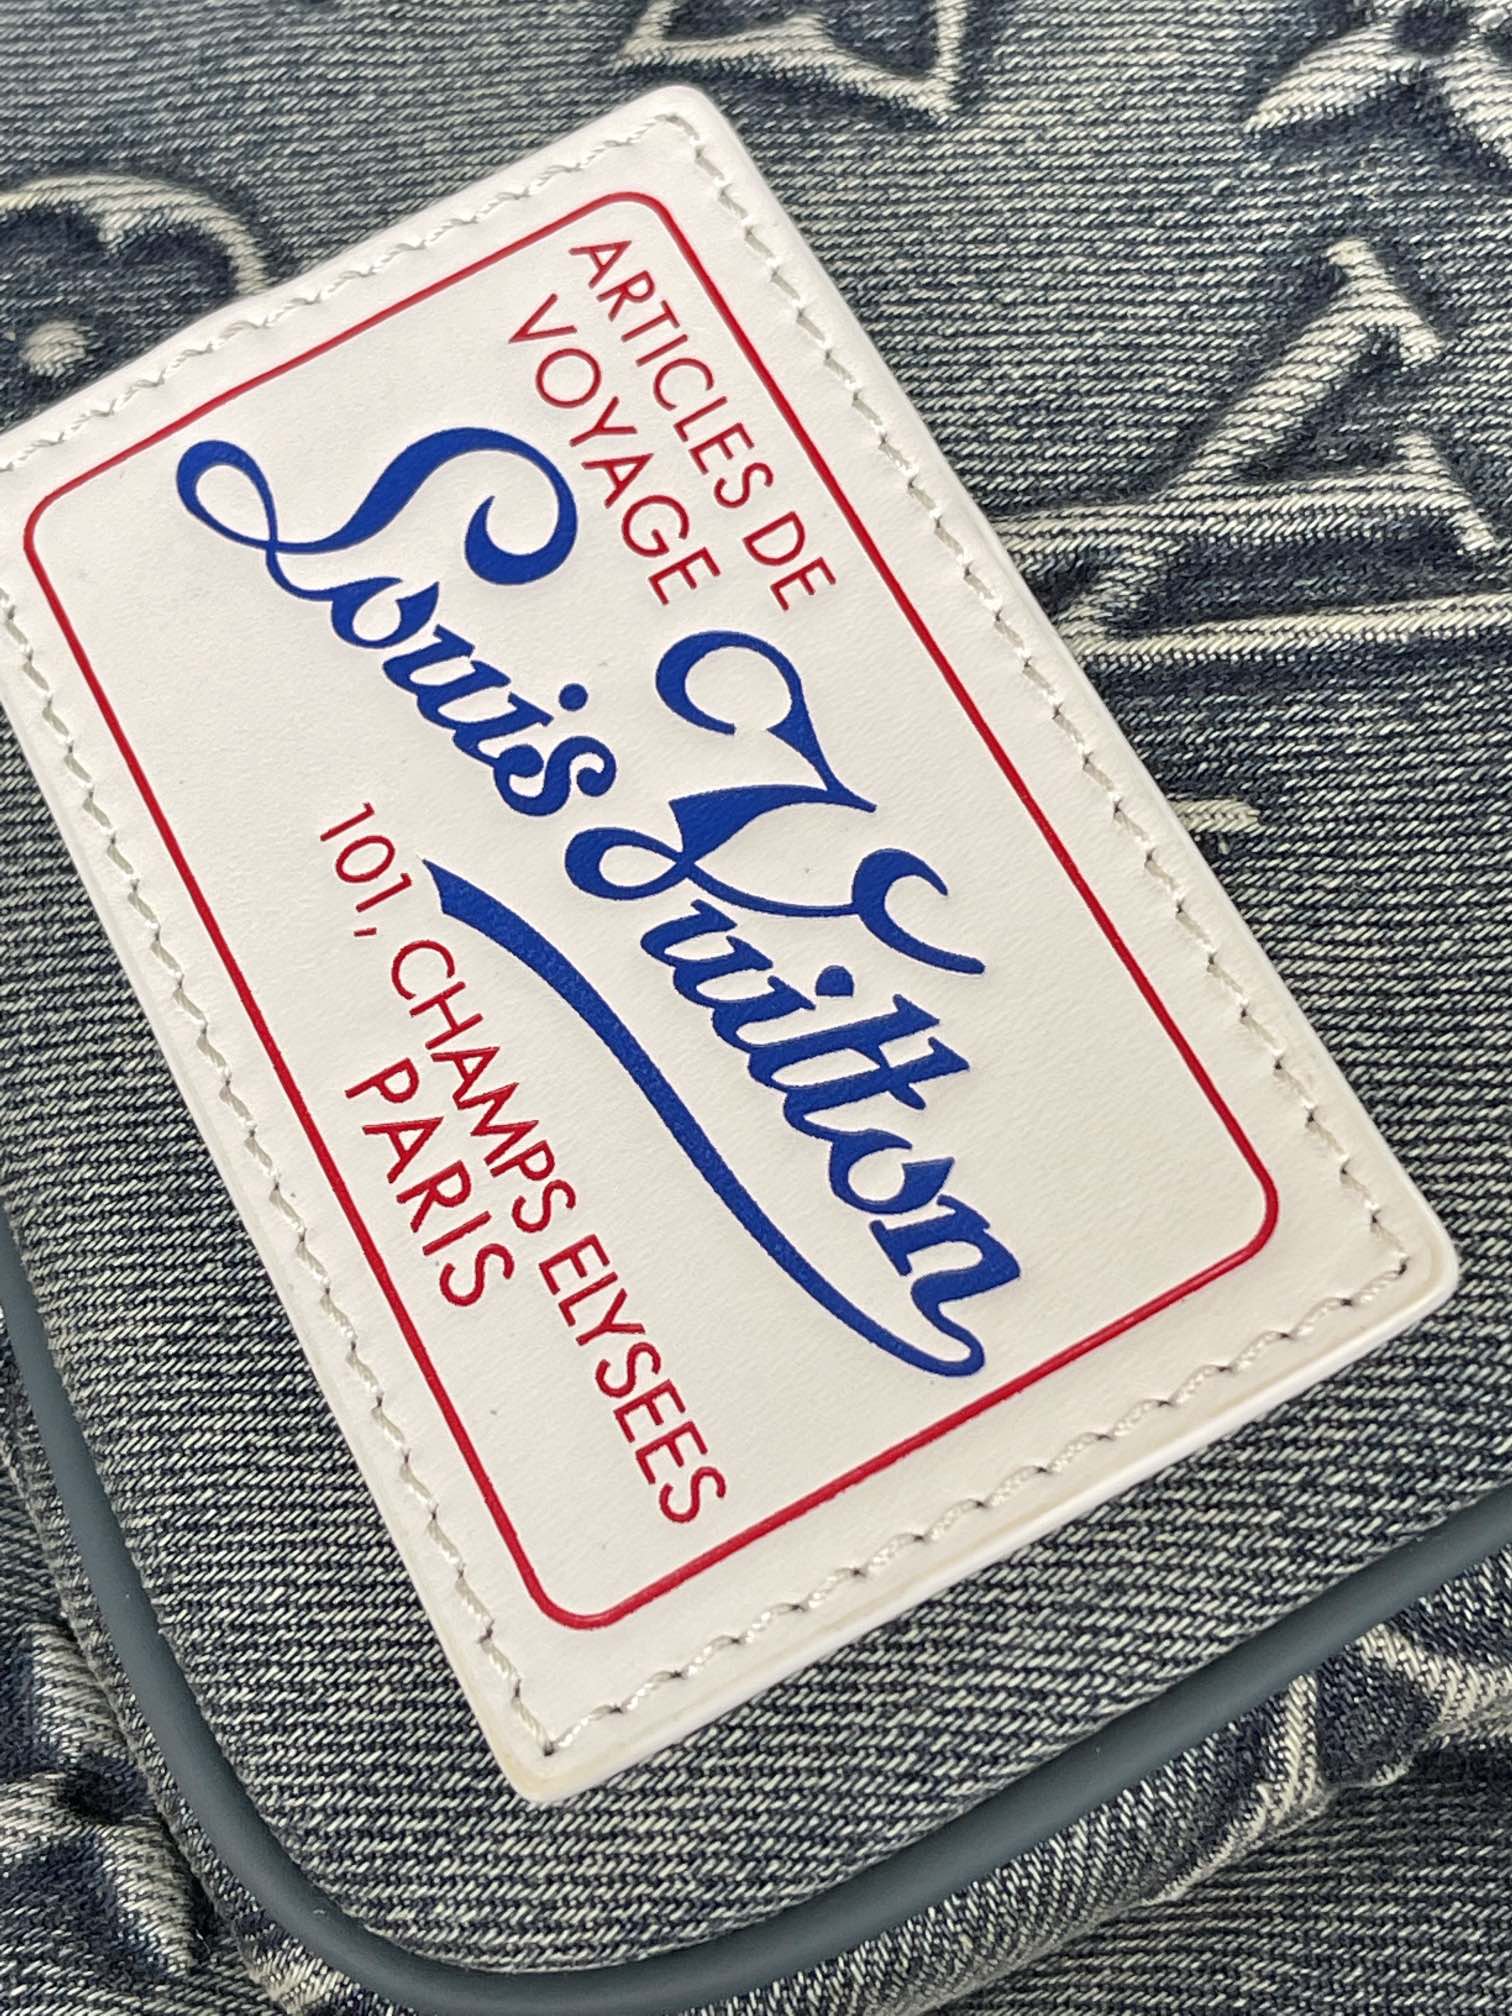 ARTICLES DE
VOYAGE
Louis Vuitton
101, CHAMPS ELYSEES
PARIS